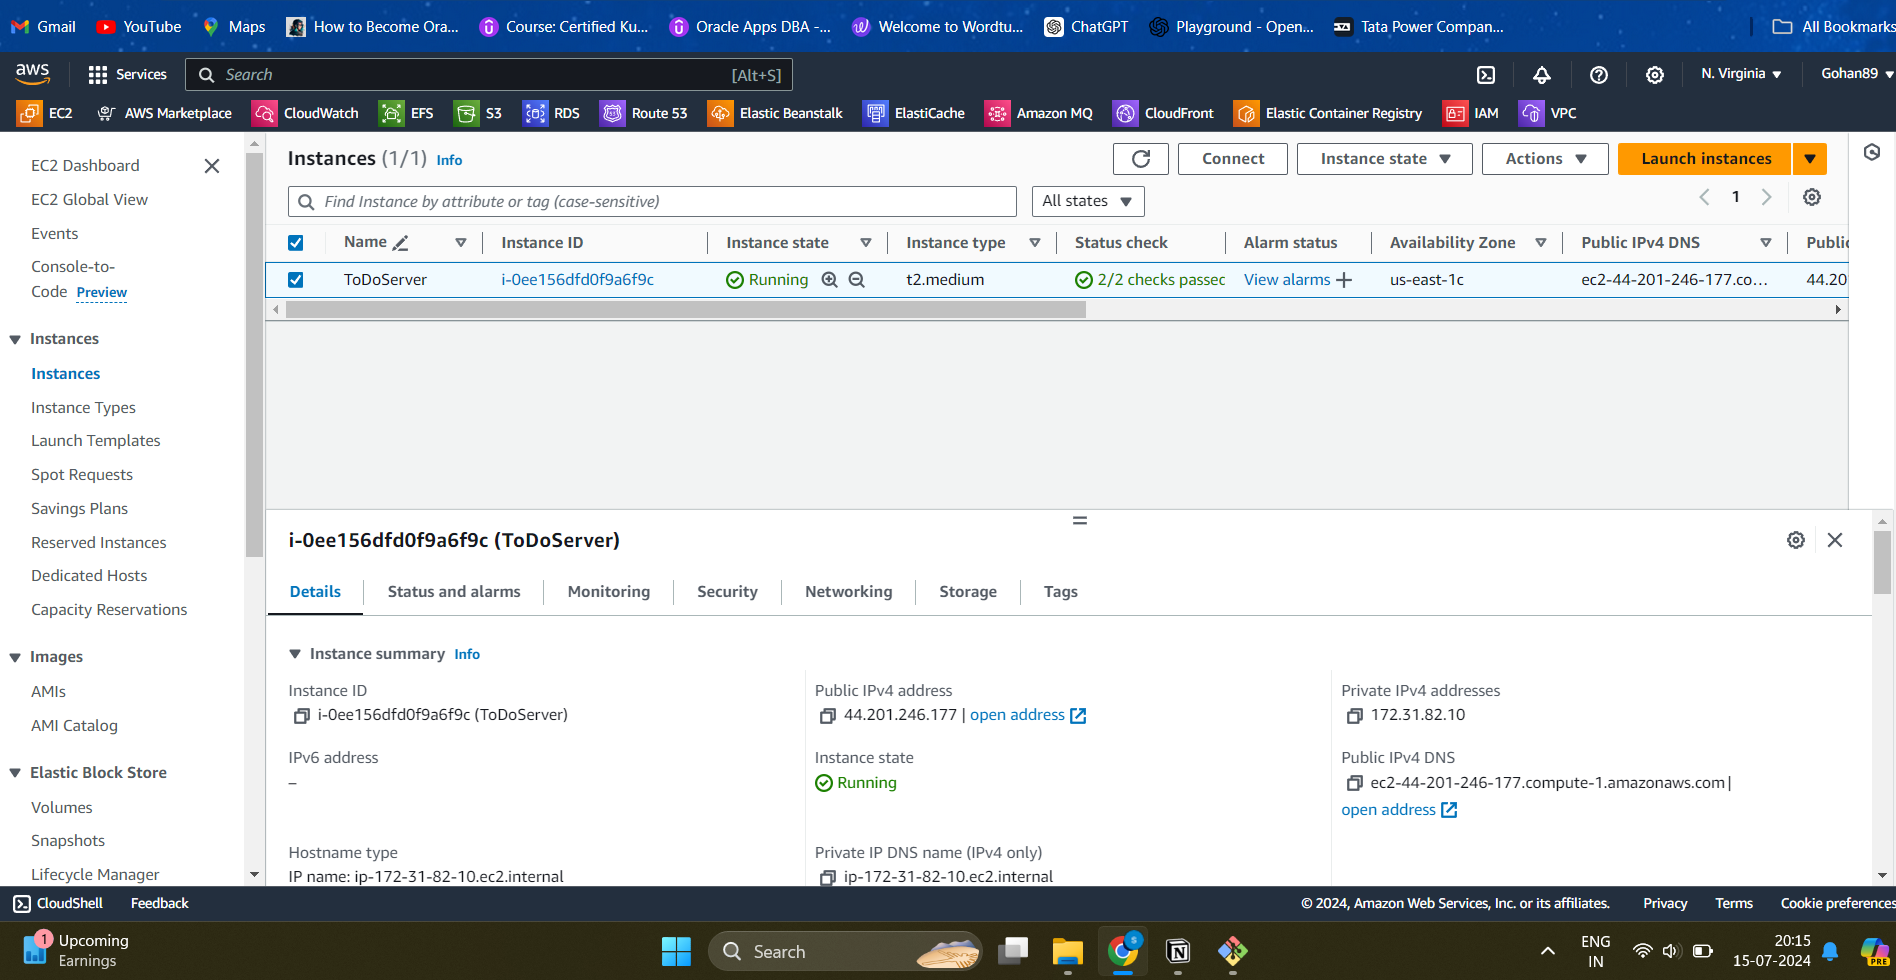 Gmail YouTube Maps How to Become Ora... Course: Certified Ku... Oracle Apps DBA -... Welcome to Wordtu... ChatGPT Playground - Open... Tata Power Compan... All Bookmarks
aws Services Search [Alt+S] N. Virginia Gohan89
EC2 AWS Marketplace CloudWatch EFS S3 RDS Route 53 Elastic Beanstalk ElastiCache Amazon MQ CloudFront Elastic Container Registry IAM VPC
EC2 Dashboard
EC2 Global View
Events
Console-to-
Code Preview
Instances
Instances
Instance Types
Launch Templates
Spot Requests
Savings Plans
Reserved Instances
Dedicated Hosts
Capacity Reservations
Images
AMIs
AMI Catalog
Elastic Block Store
Volumes
Snapshots
Lifecycle Manager
Instances (1/1) Info Connect Instance state Actions Launch instances
Find Instance by attribute or tag (case-sensitive) All states 1
Name Instance ID Instance state Instance type Status check Alarm status Availability Zone Public IPv4 DNS Public
ToDoServer i-0ee156dfd0f9a6f9c Running t2.medium 2/2 checks passed View alarms + us-east-1c ec2-44-201-246-177.co... 44.20
i-0ee156dfd0f9a6f9c (ToDoServer)
Details Status and alarms Monitoring Security Networking Storage Tags
Instance summary Info
Instance ID
i-0ee156dfd0f9a6f9c (ToDoServer)
Public IPv4 address
44.201.246.177 | open address
Private IPv4 addresses
172.31.82.10
IPv6 address
–
Instance state
Running
Public IPv4 DNS
ec2-44-201-246-177.compute-1.amazonaws.com |
open address
Hostname type
IP name: ip-172-31-82-10.ec2.internal
Private IP DNS name (IPv4 only)
ip-172-31-82-10.ec2.internal
CloudShell Feedback © 2024, Amazon Web Services, Inc. or its affiliates. Privacy Terms Cookie preferences
1 Upcoming
Earnings
Search
S
ENG
IN
20:15
15-07-2024
PRE